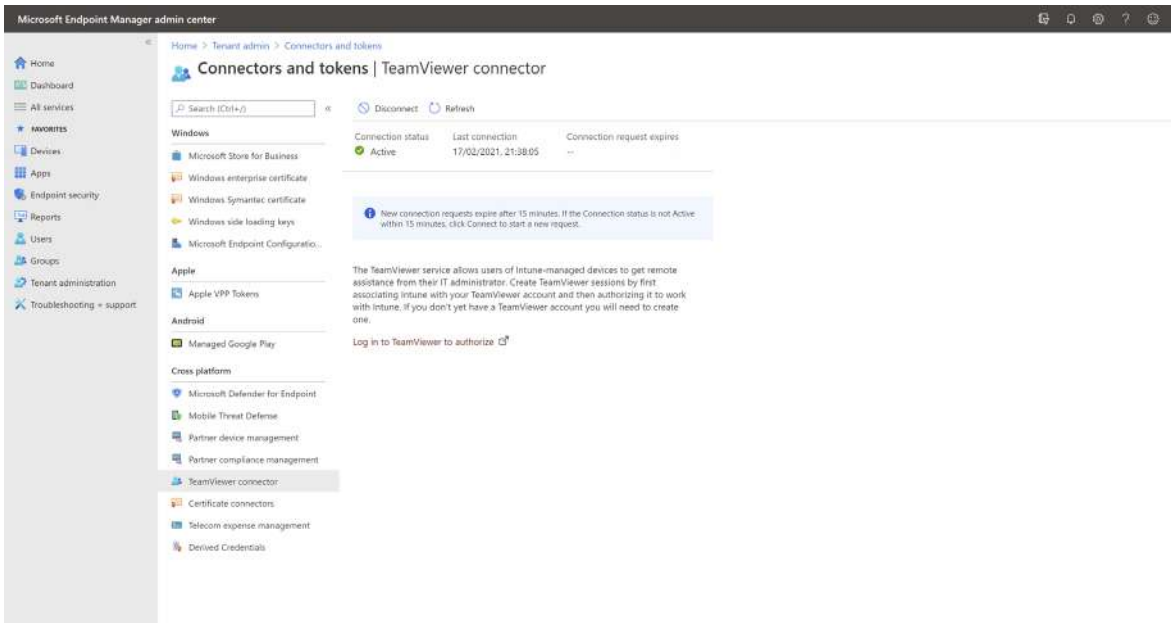 Microsoft Endpoint Manager admin center
Home
Dashboard
All services
FAVORITES
Devices
Apps
Endpoint security
Reports
Users
Groups
Tenant administration
Troubleshooting + support
Home > Tenant admin > Connectors and tokens
Connectors and tokens | TeamViewer connector
Search (Ctrl+/)
Windows
Microsoft Store for Business
Windows enterprise certificate
Windows Symantec certificate
Windows side loading keys
Microsoft Endpoint Configuratio...
Apple
Apple VPP Tokens
Android
Managed Google Play
Cross platform
Microsoft Defender for Endpoint
Mobile Threat Defense
Partner device management
Partner compliance management
TeamViewer connector
Certificate connectors
Telecom expense management
Derived Credentials
Disconnect Refresh
Connection status Last connection Connection request expires
Active 17/02/2021, 21:38:05 --
New connection requests expire after 15 minutes. If the Connection status is not Active
within 15 minutes, click Connect to start a new request.
The TeamViewer service allows users of Intune-managed devices to get remote
assistance from their IT administrator. Create TeamViewer sessions by first
associating Intune with your TeamViewer account and then authorizing it to work
with Intune. If you don't yet have a TeamViewer account you will need to create
one.
Log in to TeamViewer to authorize